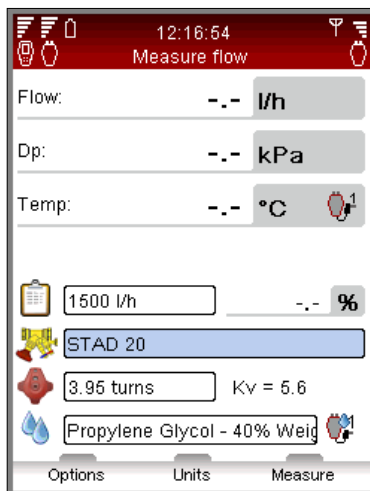 12:16:54
Measure flow
Flow: -.- l/h
Dp: -.- kPa
Temp: -.- °C 1
1500 l/h -.- %
STAD 20
3.95 turns Kv = 5.6
Propylene Glycol - 40% Weig
Options Units Measure